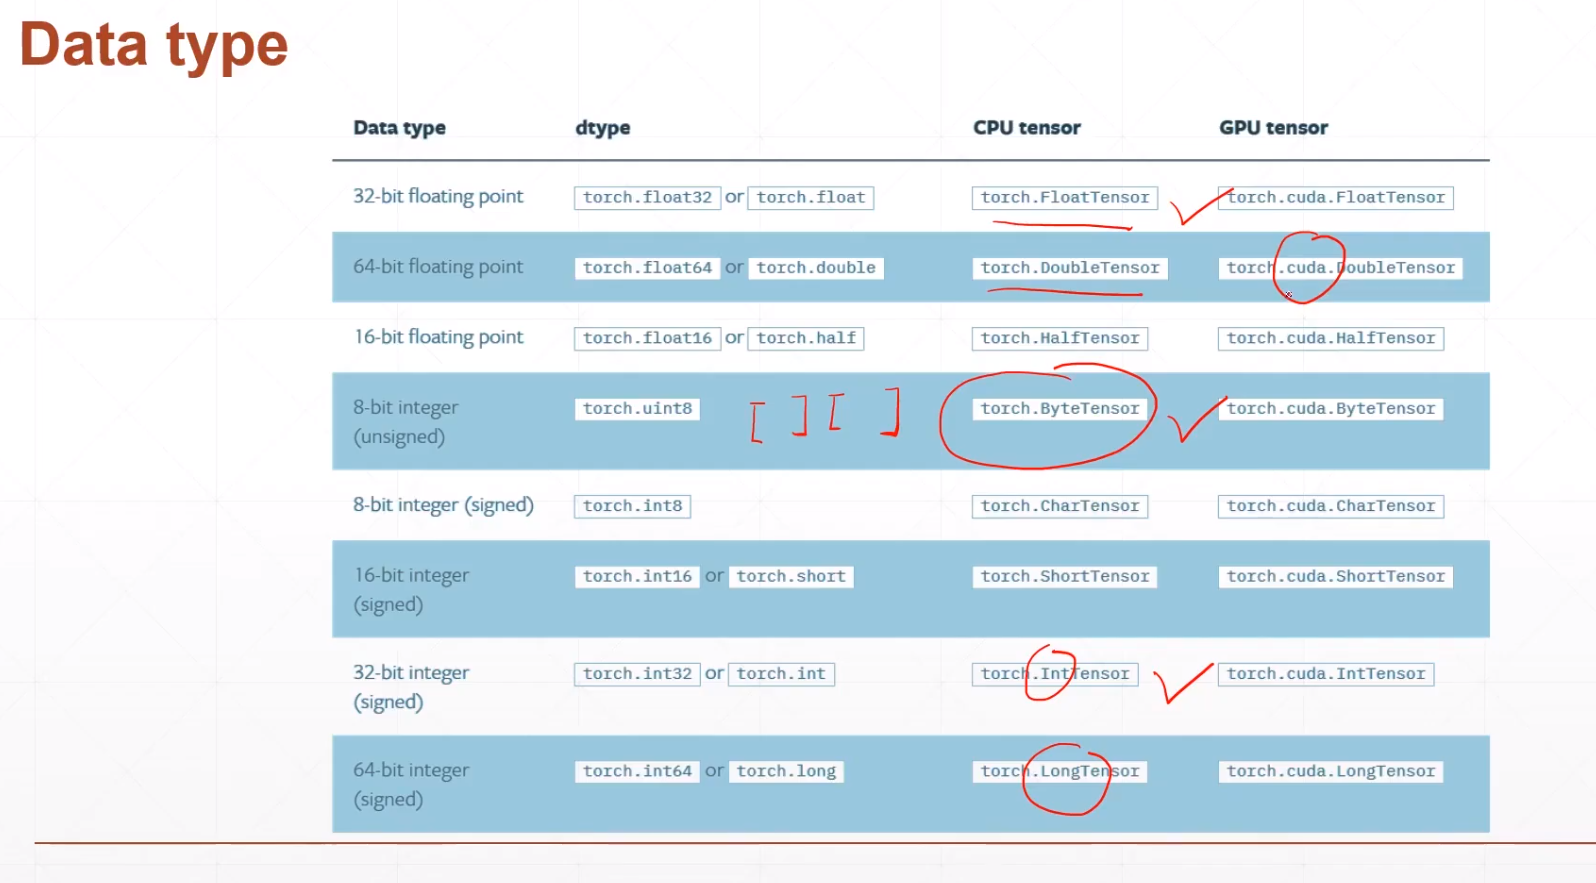 Data type
Data type dtype CPU tensor GPU tensor
32-bit floating point torch.float32 or torch.float torch.FloatTensor torch.cuda.FloatTensor
64-bit floating point torch.float64 or torch.double torch.DoubleTensor torch.cuda.DoubleTensor
16-bit floating point torch.float16 or torch.half torch.HalfTensor torch.cuda.HalfTensor
8-bit integer torch.uint8 [ ] [ ] torch.ByteTensor torch.cuda.ByteTensor
(unsigned)
8-bit integer (signed) torch.int8 torch.CharTensor torch.cuda.CharTensor
16-bit integer torch.int16 or torch.short torch.ShortTensor torch.cuda.ShortTensor
(signed)
32-bit integer torch.int32 or torch.int torch.IntTensor torch.cuda.IntTensor
(signed)
64-bit integer torch.int64 or torch.long torch.LongTensor torch.cuda.LongTensor
(signed)